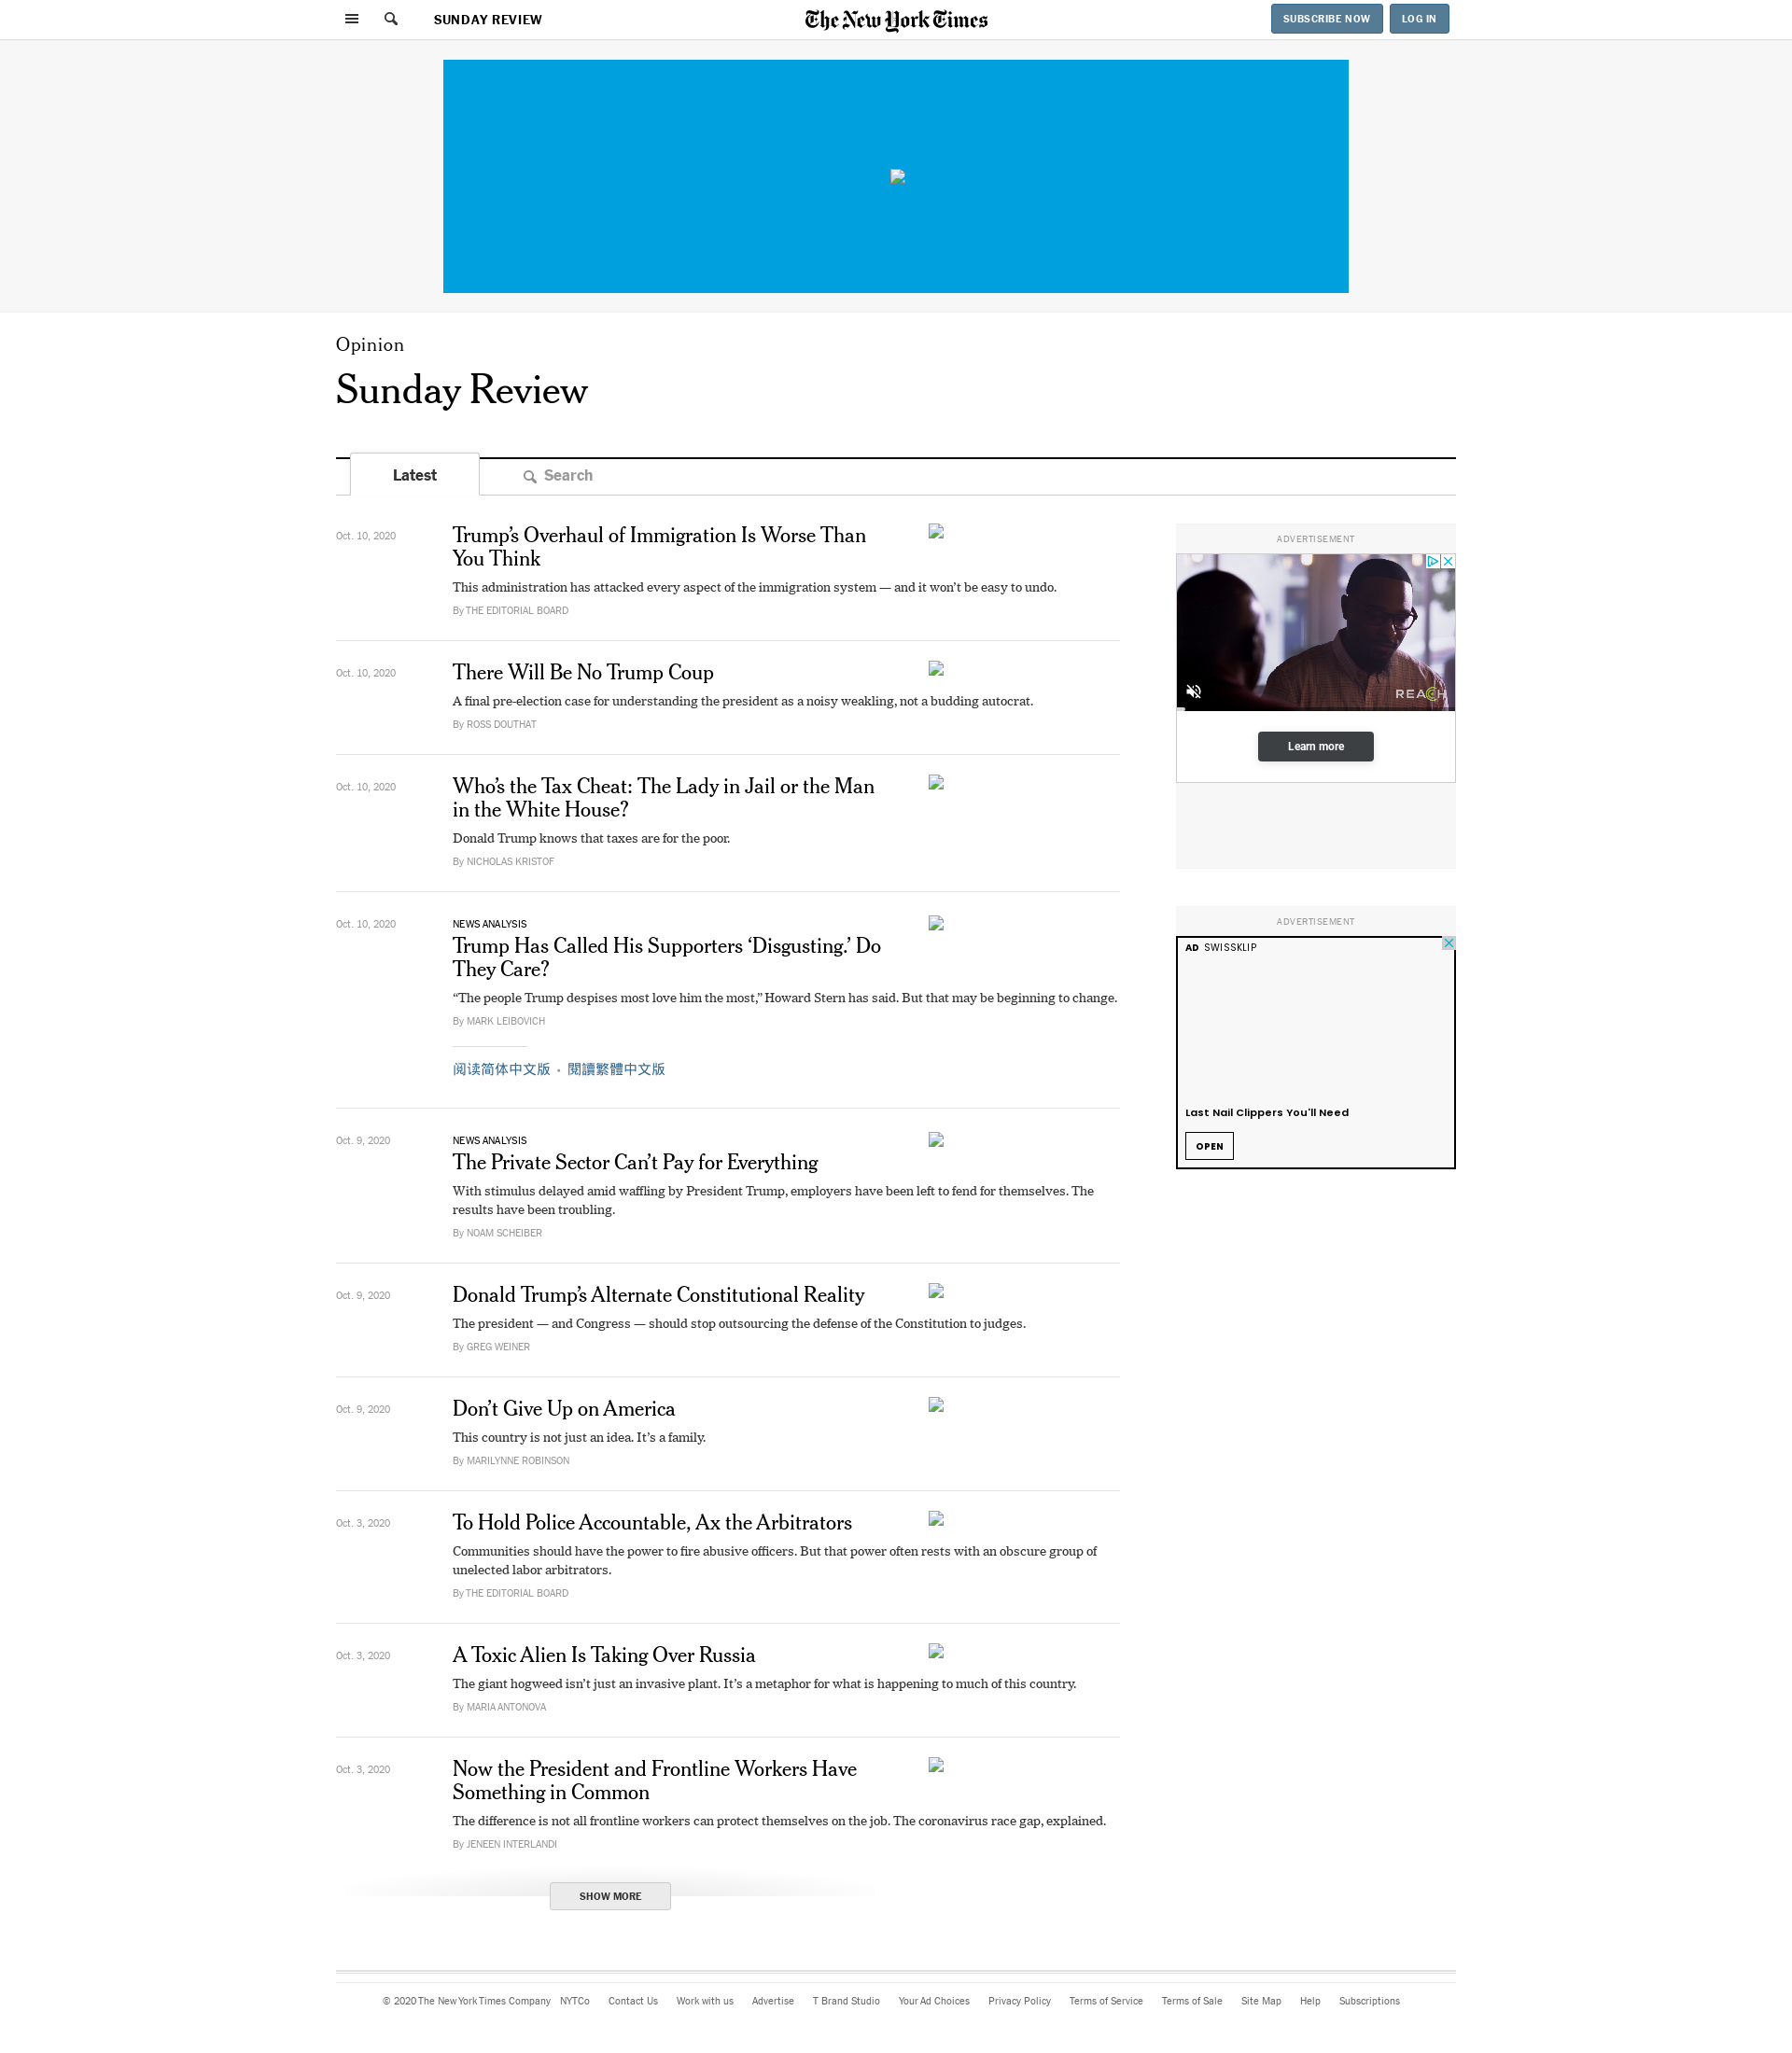 SUNDAY REVIEW
The New York Times
SUBSCRIBE NOW
LOG IN
Opinion
Sunday Review
Latest
Search
Oct. 10, 2020
Trump’s Overhaul of Immigration Is Worse Than
You Think
This administration has attacked every aspect of the immigration system — and it won’t be easy to undo.
By THE EDITORIAL BOARD
Oct. 10, 2020
There Will Be No Trump Coup
A final pre-election case for understanding the president as a noisy weakling, not a budding autocrat.
By ROSS DOUTHAT
Oct. 10, 2020
Who’s the Tax Cheat: The Lady in Jail or the Man
in the White House?
Donald Trump knows that taxes are for the poor.
By NICHOLAS KRISTOF
Oct. 10, 2020
NEWS ANALYSIS
Trump Has Called His Supporters ‘Disgusting.’ Do
They Care?
“The people Trump despises most love him the most,” Howard Stern has said. But that may be beginning to change.
By MARK LEIBOVICH
阅读简体中文版 • 閱讀繁體中文版
Oct. 9, 2020
NEWS ANALYSIS
The Private Sector Can’t Pay for Everything
With stimulus delayed amid waffling by President Trump, employers have been left to fend for themselves. The
results have been troubling.
By NOAM SCHEIBER
Oct. 9, 2020
Donald Trump’s Alternate Constitutional Reality
The president — and Congress — should stop outsourcing the defense of the Constitution to judges.
By GREG WEINER
Oct. 9, 2020
Don’t Give Up on America
This country is not just an idea. It’s a family.
By MARILYNNE ROBINSON
Oct. 3, 2020
To Hold Police Accountable, Ax the Arbitrators
Communities should have the power to fire abusive officers. But that power often rests with an obscure group of
unelected labor arbitrators.
By THE EDITORIAL BOARD
Oct. 3, 2020
A Toxic Alien Is Taking Over Russia
The giant hogweed isn’t just an invasive plant. It’s a metaphor for what is happening to much of this country.
By MARIA ANTONOVA
Oct. 3, 2020
Now the President and Frontline Workers Have
Something in Common
The difference is not all frontline workers can protect themselves on the job. The coronavirus race gap, explained.
By JENEEN INTERLANDI
SHOW MORE
ADVERTISEMENT
REACH
Learn more
ADVERTISEMENT
AD SWISSKLIP
Last Nail Clippers You'll Need
OPEN
© 2020 The New York Times Company NYTCo Contact Us Work with us Advertise T Brand Studio Your Ad Choices Privacy Policy Terms of Service Terms of Sale Site Map Help Subscriptions